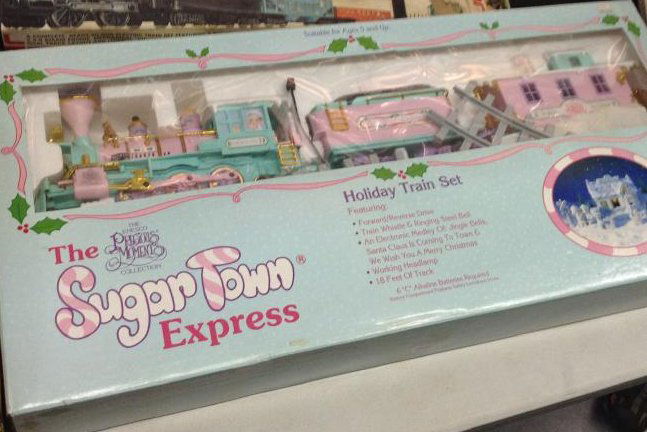 Suitable for Ages 5 and Up
Holiday Train Set
Featuring:
• Forward/Reverse Drive
• Train Whistle & Ringing Steel Bell
• An Electronic Medley Of: Jingle Bells,
Santa Claus Is Coming To Town &
We Wish You A Merry Christmas
• Working Headlamp
• 18 Feet Of Track
6 "C" Alkaline Batteries Required
THE
ENESCO
PRECIOUS
MOMENTS
COLLECTION
The
Sugar Town®
Express